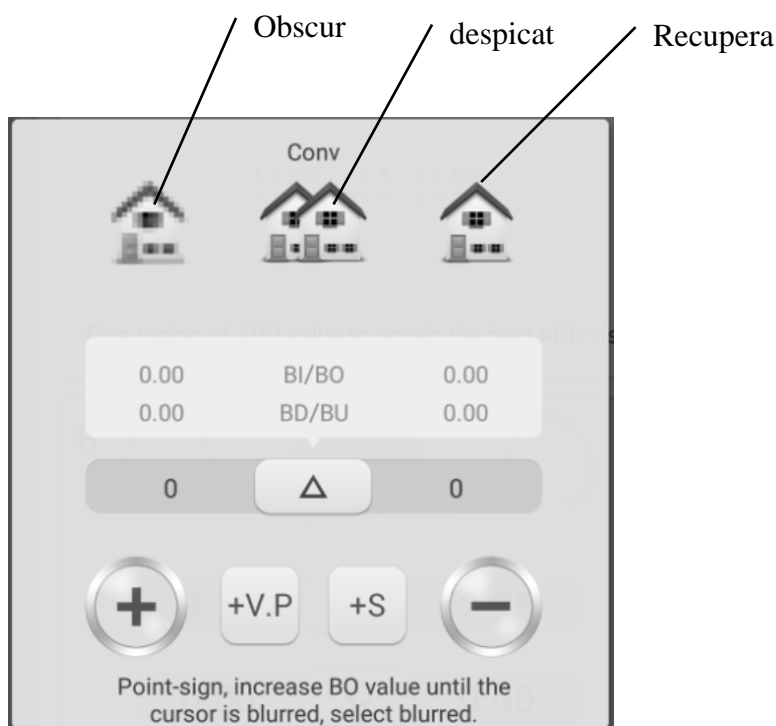 Obscur despicat Recupera
Conv
0.00 BI/BO 0.00
0.00 BD/BU 0.00
0 △ 0
+ +V.P +S −
Point-sign, increase BO value until the
cursor is blurred, select blurred.